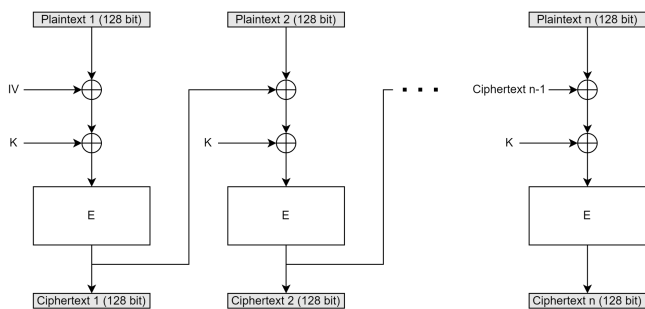 Plaintext 1 (128 bit) Plaintext 2 (128 bit) Plaintext n (128 bit)
IV Ciphertext n-1
K K K
E E E
Ciphertext 1 (128 bit) Ciphertext 2 (128 bit) Ciphertext n (128 bit)